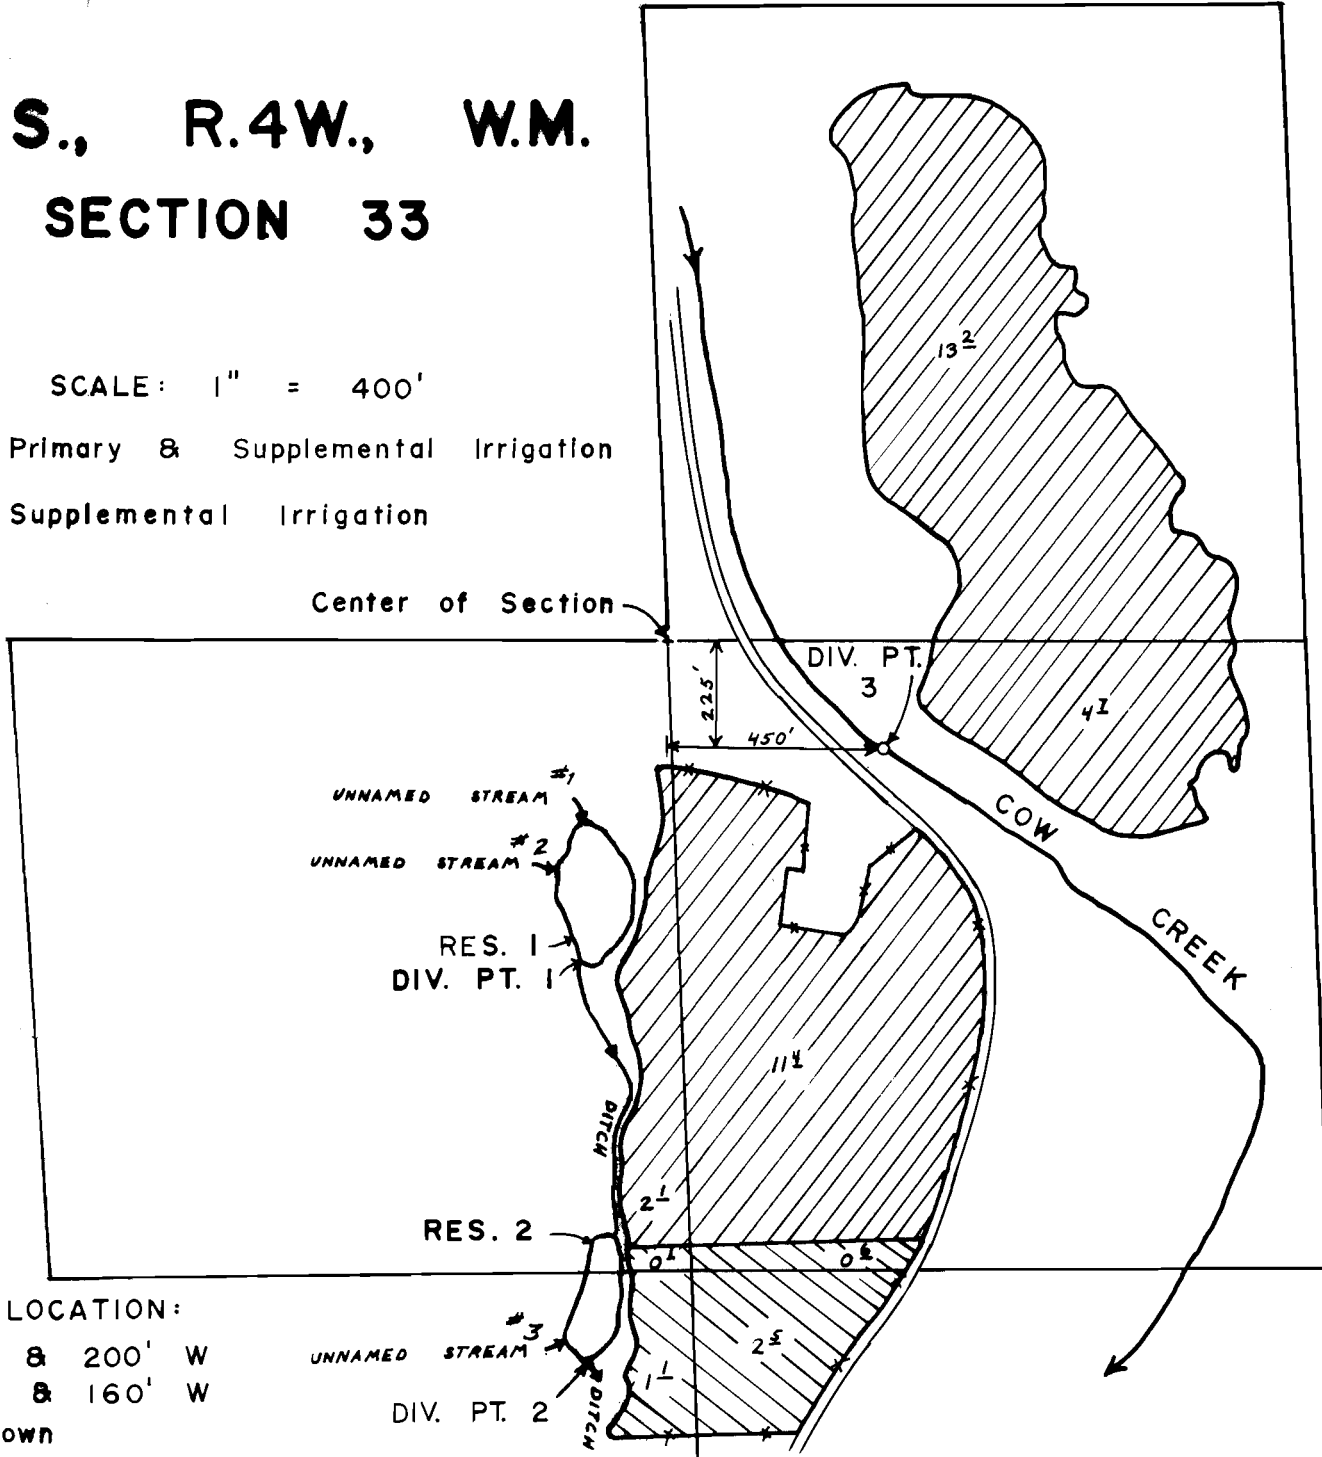 S., R.4W., W.M.
SECTION 33
SCALE: 1" = 400'
Primary & Supplemental Irrigation
Supplemental Irrigation
Center of Section
13 2
DIV. PT. 3
225'
450'
4 7
UNNAMED STREAM #1
UNNAMED STREAM #2
COW CREEK
RES. 1
DIV. PT. 1
11 4
DITCH
2 1
RES. 2
0 1
0 6
LOCATION:
& 200' W
& 160' W
own
UNNAMED STREAM #3
2 5
1 1
DIV. PT. 2
DITCH